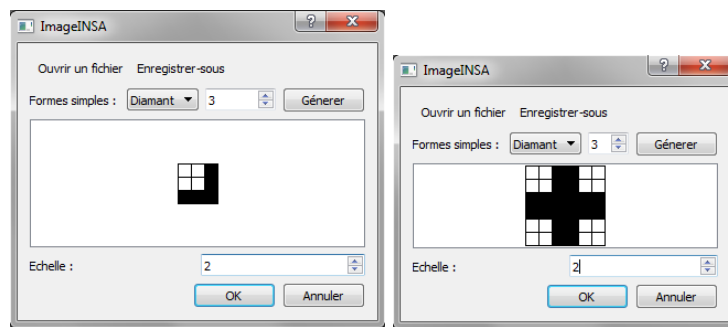 ImageINSA
Ouvrir un fichier Enregistrer-sous
Formes simples : Diamant 3 Génerer
Echelle : 2
OK Annuler
ImageINSA
Ouvrir un fichier Enregistrer-sous
Formes simples : Diamant 3 Génerer
Echelle : 2
OK Annuler